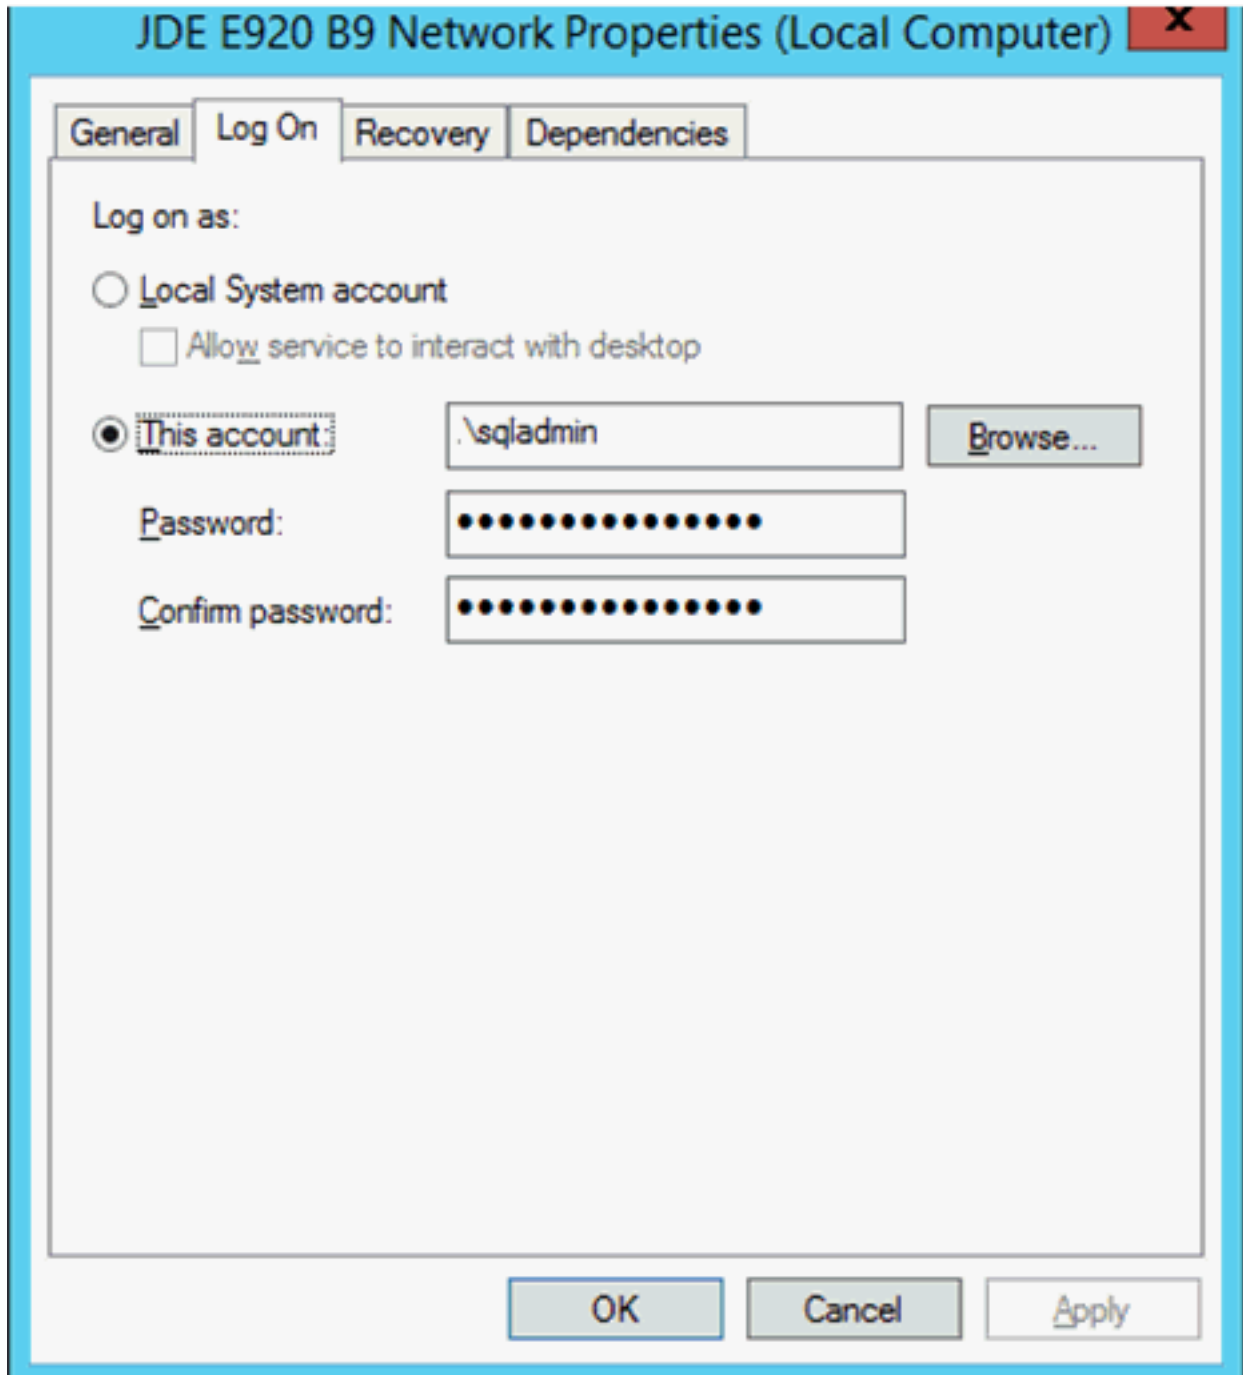 JDE E920 B9 Network Properties (Local Computer)
x
General Log On Recovery Dependencies
Log on as:
Local System account
Allow service to interact with desktop
This account: .\sqladmin Browse...
Password: •••••••••••••••
Confirm password: •••••••••••••••
OK Cancel Apply